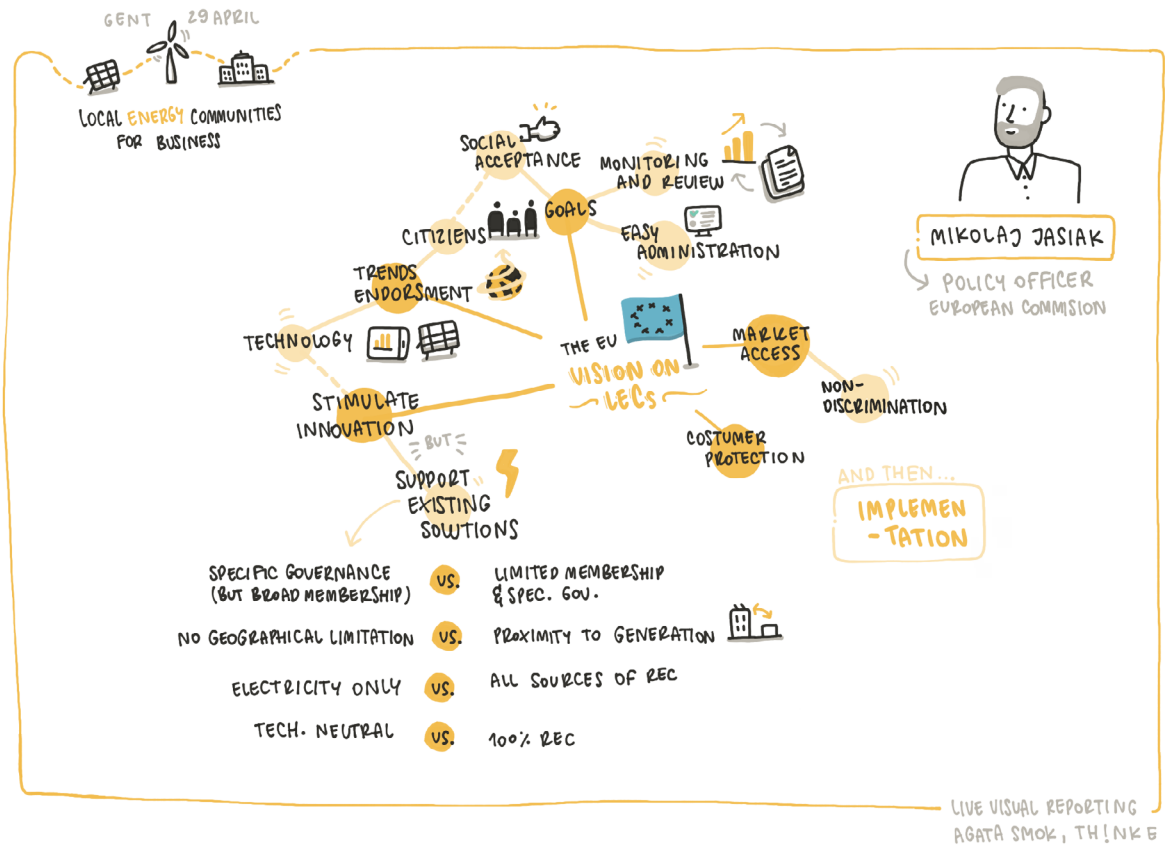 GENT 29 APRIL
LOCAL ENERGY COMMUNITIES
FOR BUSINESS
MIKOLAJ JASIAK
POLICY OFFICER
EUROPEAN COMMISION
THE EU
VISION ON
LECs
GOALS
SOCIAL
ACCEPTANCE
MONITORING
AND REVIEW
EASY
ADMINISTRATION
CITIZIENS
TRENDS
ENDORSMENT
TECHNOLOGY
STIMULATE
INNOVATION
BUT
SUPPORT
EXISTING
SOLUTIONS
MARKET
ACCESS
NON-
DISCRIMINATION
COSTUMER
PROTECTION
AND THEN...
IMPLEMEN
-TATION
SPECIFIC GOVERNANCE
(BUT BROAD MEMBERSHIP)
VS.
LIMITED MEMBERSHIP
& SPEC. GOV.
NO GEOGRAPHICAL LIMITATION VS. PROXIMITY TO GENERATION
ELECTRICITY ONLY VS. ALL SOURCES OF REC
TECH. NEUTRAL VS. 100% REC
LIVE VISUAL REPORTING
AGATA SMOK, TH!NKE